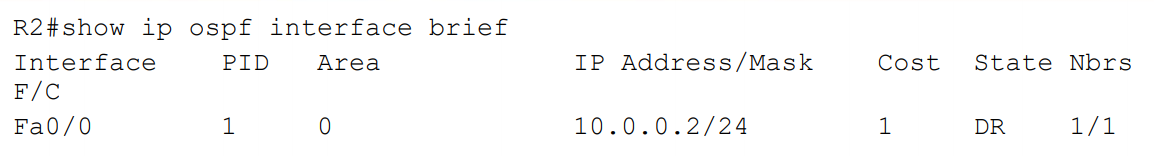 R2#show ip ospf interface brief
Interface    PID   Area            IP Address/Mask    Cost  State Nbrs
F/C
Fa0/0        1     0               10.0.0.2/24        1     DR    1/1